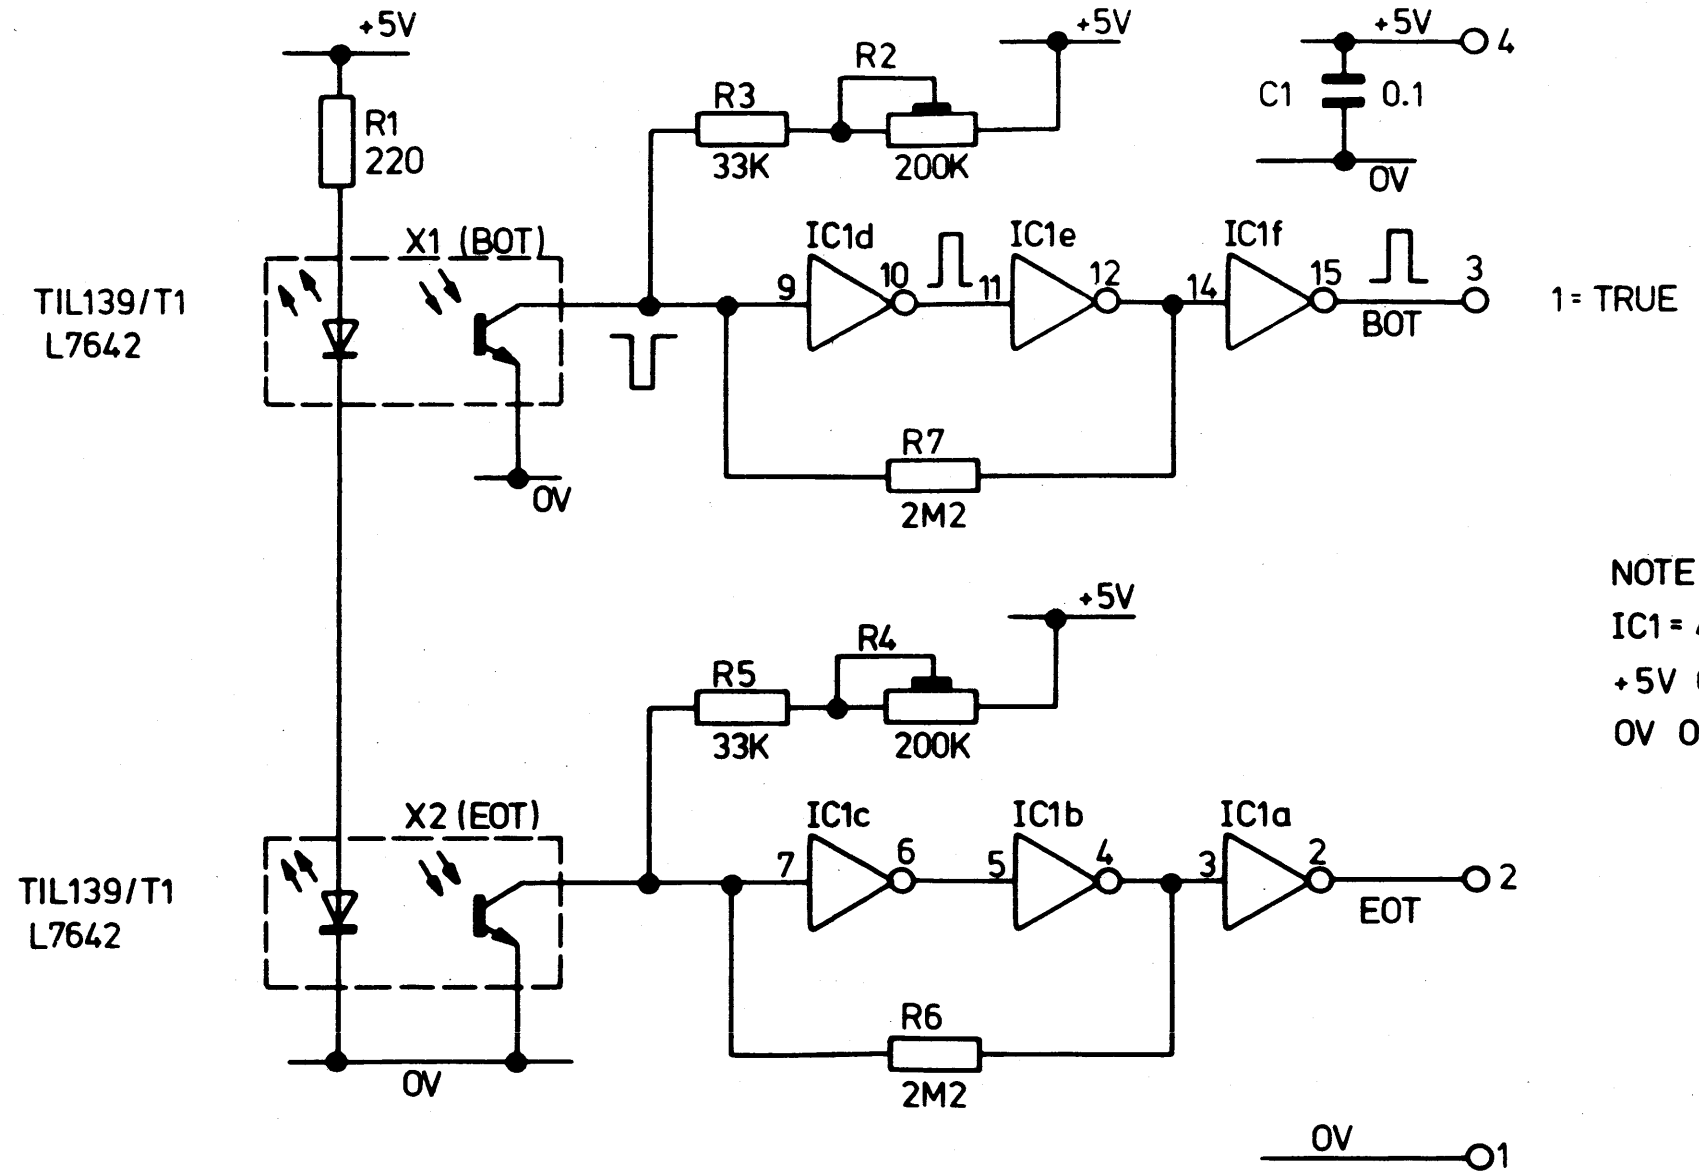 +5V
R1
220
X1 (BOT)
TIL139/T1
L7642
0V
R3
33K
R2
200K
+5V
IC1d
9
10
IC1e
11
12
IC1f
14
15
BOT
3
1= TRUE
R7
2M2
+5V
4
C1
0.1
0V
NOTE
IC1=
+5V
0V
X2 (EOT)
TIL139/T1
L7642
0V
R5
33K
R4
200K
+5V
IC1c
7
6
IC1b
5
4
IC1a
3
2
EOT
2
R6
2M2
0V
1